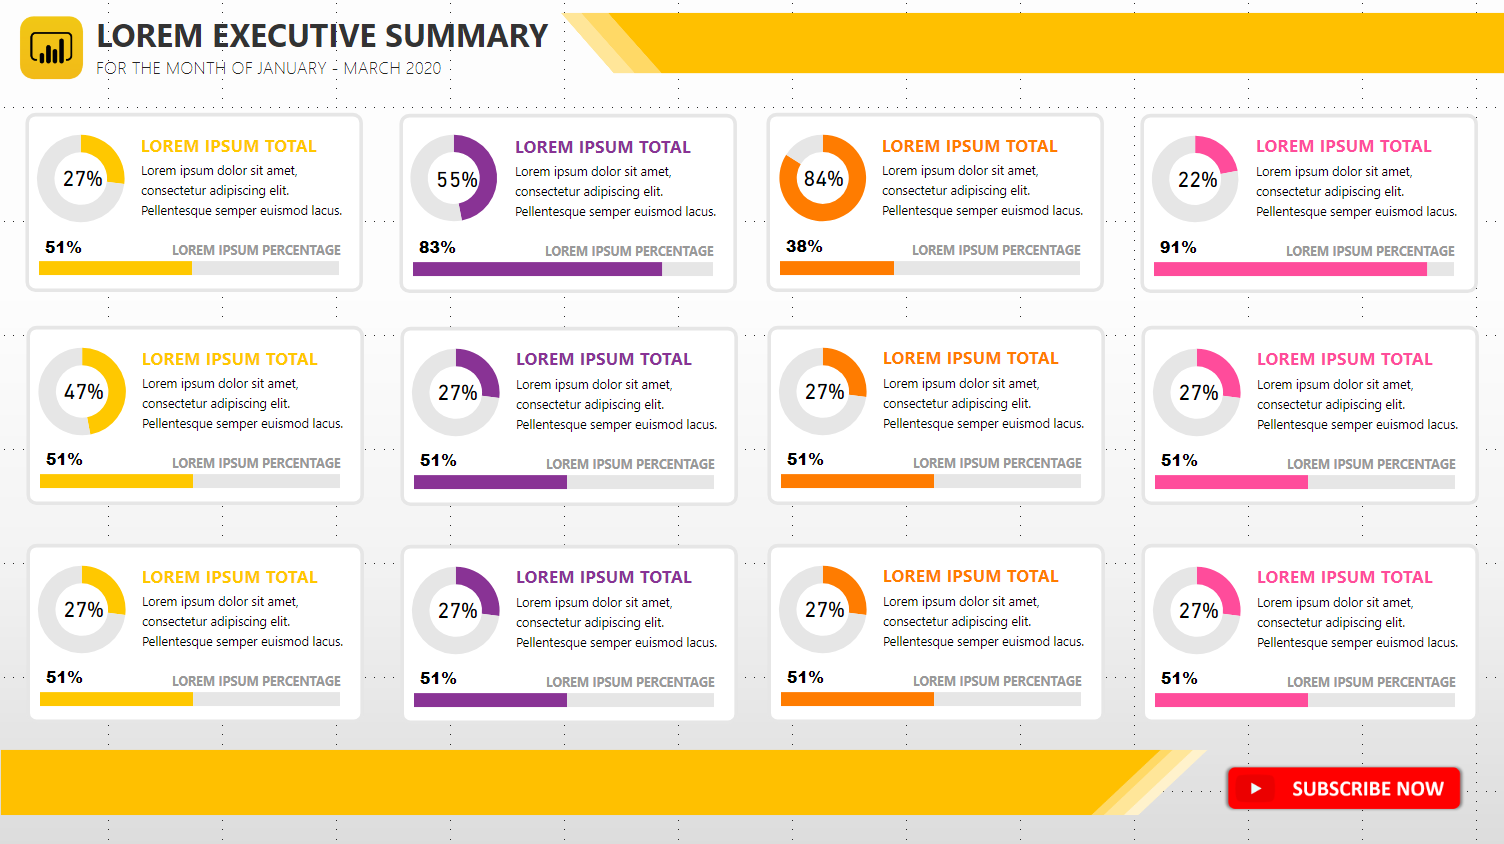 LOREM EXECUTIVE SUMMARY
FOR THE MONTH OF JANUARY - MARCH 2020
27%
LOREM IPSUM TOTAL
Lorem ipsum dolor sit amet,
consectetur adipiscing elit.
Pellentesque semper euismod lacus.
51%
LOREM IPSUM PERCENTAGE
55%
LOREM IPSUM TOTAL
Lorem ipsum dolor sit amet,
consectetur adipiscing elit.
Pellentesque semper euismod lacus.
83%
LOREM IPSUM PERCENTAGE
84%
LOREM IPSUM TOTAL
Lorem ipsum dolor sit amet,
consectetur adipiscing elit.
Pellentesque semper euismod lacus.
38%
LOREM IPSUM PERCENTAGE
22%
LOREM IPSUM TOTAL
Lorem ipsum dolor sit amet,
consectetur adipiscing elit.
Pellentesque semper euismod lacus.
91%
LOREM IPSUM PERCENTAGE
47%
LOREM IPSUM TOTAL
Lorem ipsum dolor sit amet,
consectetur adipiscing elit.
Pellentesque semper euismod lacus.
51%
LOREM IPSUM PERCENTAGE
27%
LOREM IPSUM TOTAL
Lorem ipsum dolor sit amet,
consectetur adipiscing elit.
Pellentesque semper euismod lacus.
51%
LOREM IPSUM PERCENTAGE
27%
LOREM IPSUM TOTAL
Lorem ipsum dolor sit amet,
consectetur adipiscing elit.
Pellentesque semper euismod lacus.
51%
LOREM IPSUM PERCENTAGE
27%
LOREM IPSUM TOTAL
Lorem ipsum dolor sit amet,
consectetur adipiscing elit.
Pellentesque semper euismod lacus.
51%
LOREM IPSUM PERCENTAGE
27%
LOREM IPSUM TOTAL
Lorem ipsum dolor sit amet,
consectetur adipiscing elit.
Pellentesque semper euismod lacus.
51%
LOREM IPSUM PERCENTAGE
27%
LOREM IPSUM TOTAL
Lorem ipsum dolor sit amet,
consectetur adipiscing elit.
Pellentesque semper euismod lacus.
51%
LOREM IPSUM PERCENTAGE
27%
LOREM IPSUM TOTAL
Lorem ipsum dolor sit amet,
consectetur adipiscing elit.
Pellentesque semper euismod lacus.
51%
LOREM IPSUM PERCENTAGE
27%
LOREM IPSUM TOTAL
Lorem ipsum dolor sit amet,
consectetur adipiscing elit.
Pellentesque semper euismod lacus.
51%
LOREM IPSUM PERCENTAGE
SUBSCRIBE NOW